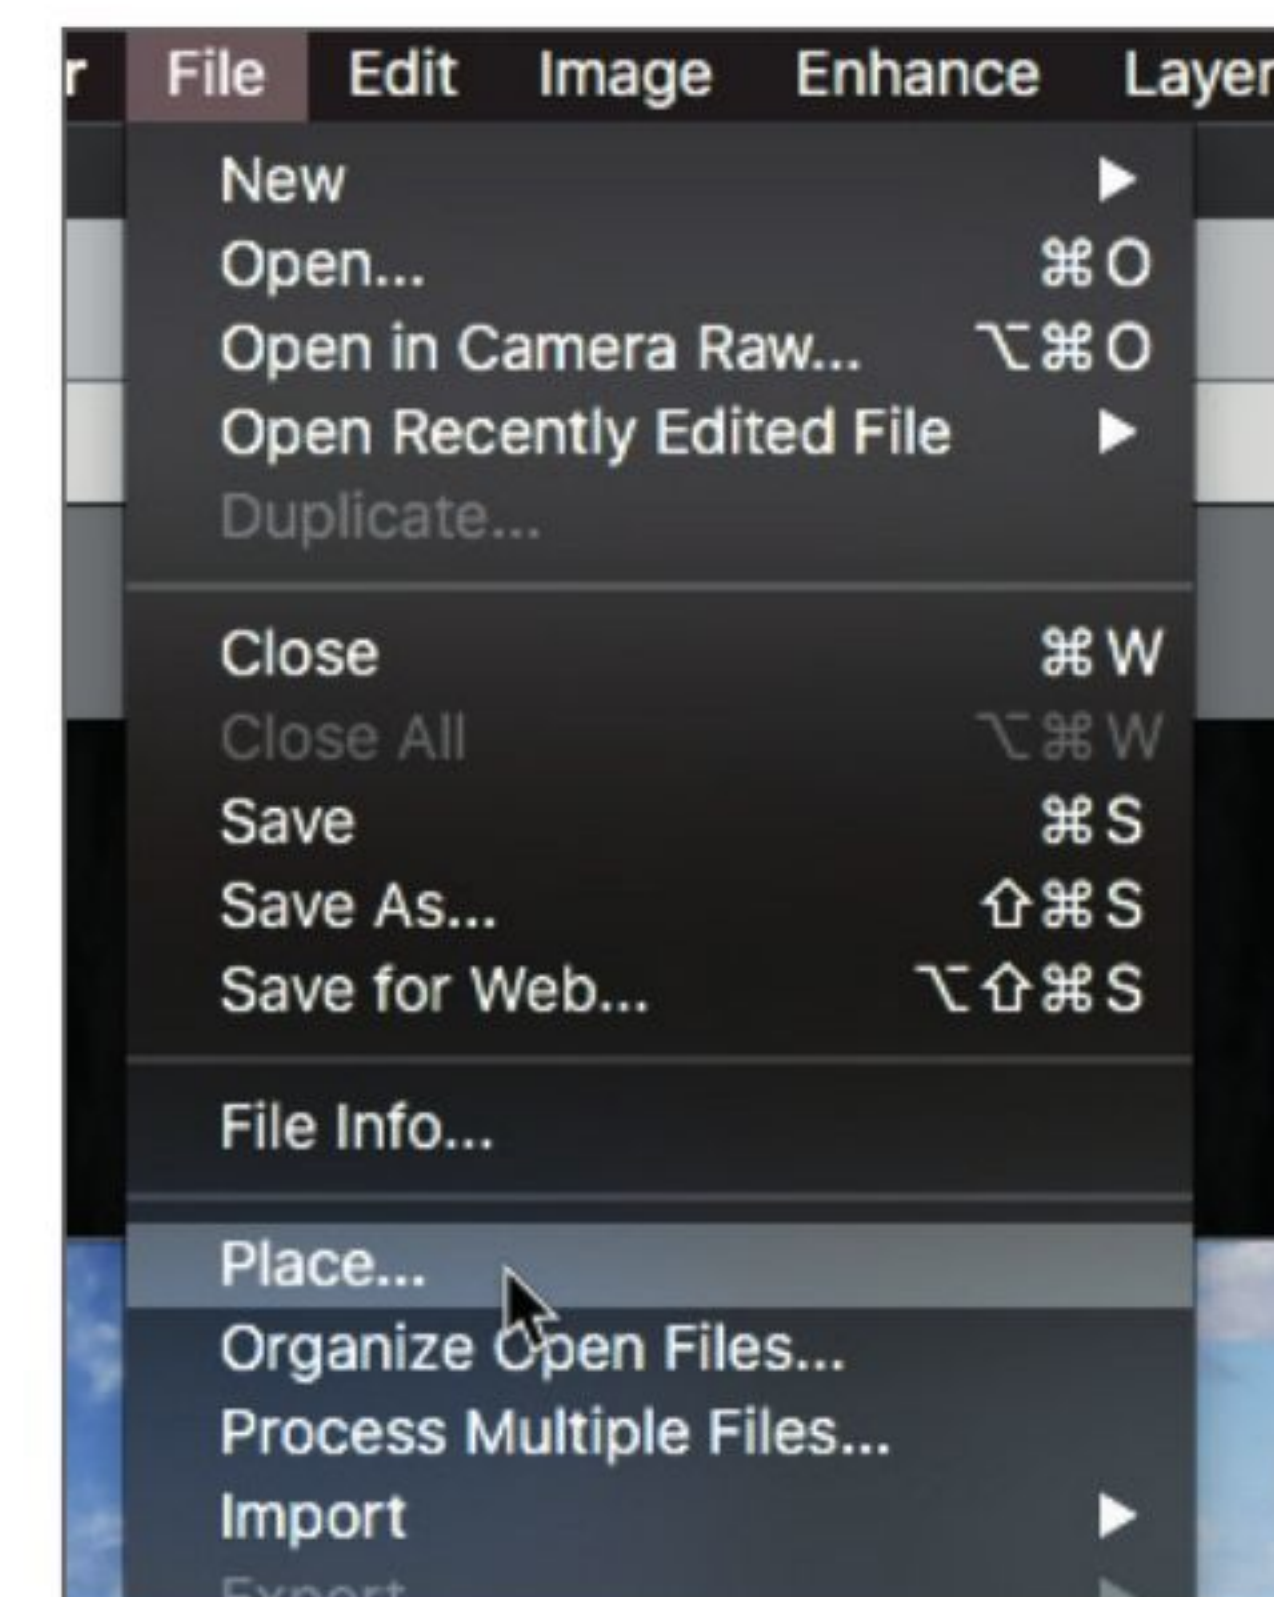 r File Edit Image Enhance Layer
New ▶
Open... ⌘O
Open in Camera Raw... ⌥⌘O
Open Recently Edited File ▶
Duplicate...
Close ⌘W
Close All ⌥⌘W
Save ⌘S
Save As... ⇧⌘S
Save for Web... ⌥⇧⌘S
File Info...
Place...
Organize Open Files...
Process Multiple Files...
Import ▶
Export ▶